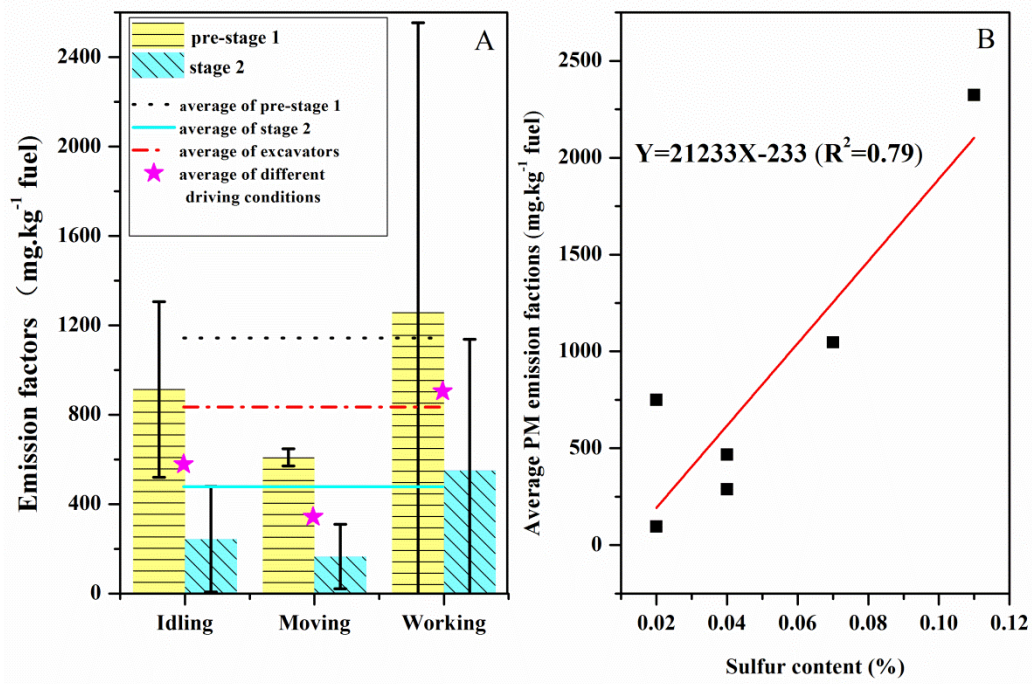 A
pre-stage 1
stage 2
average of pre-stage 1
average of stage 2
average of excavators
average of different
driving conditions
Emission factors (mg.kg⁻¹ fuel)
2400
2000
1600
1200
800
400
0
Idling Moving Working
B
Y=21233X-233 (R²=0.79)
Average PM emission factions (mg.kg⁻¹ fuel)
2500
2000
1500
1000
500
0
0.02 0.04 0.06 0.08 0.10 0.12
Sulfur content (%)